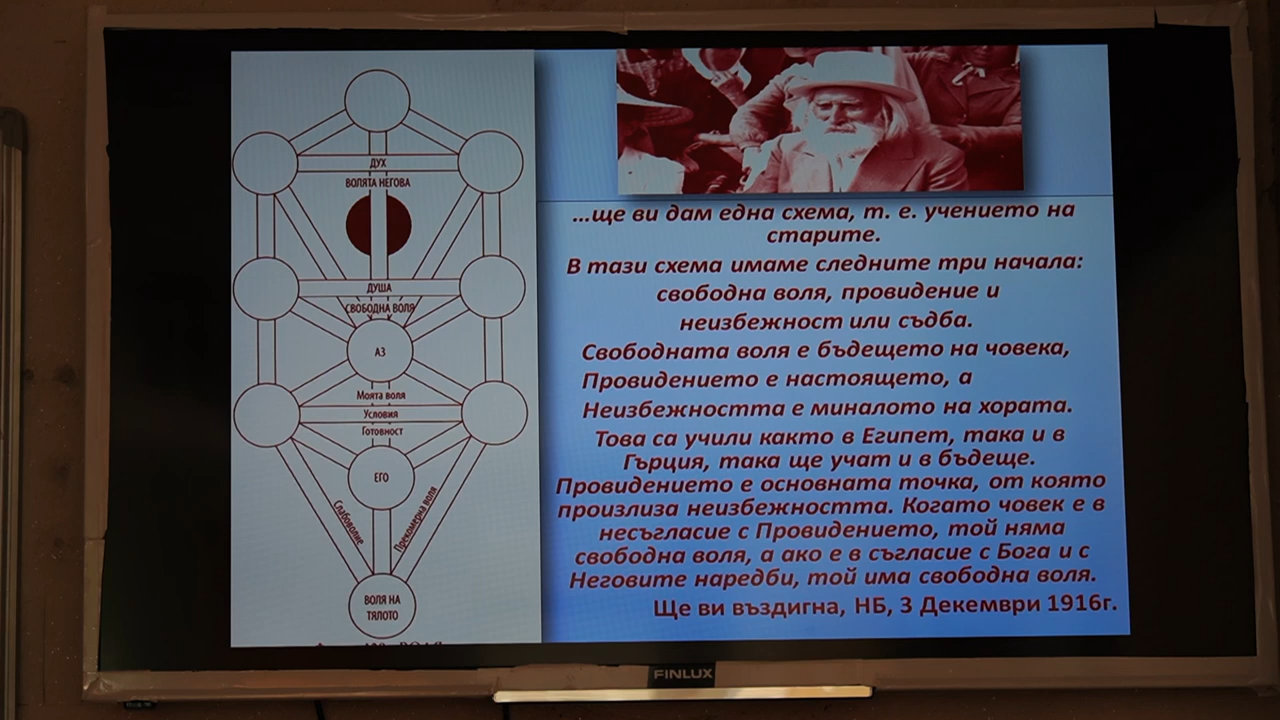 ДУХ
ВОЛЯТА НЕГОВА
ДУША
СВОБОДНА ВОЛЯ
АЗ
Моята воля
Условия
Готовност
ЕГО
Слабоволие
Прекомерна воля
ВОЛЯ НА
ТЯЛОТО
...ще ви дам една схема, т. е. учението на
старите.
В тази схема имаме следните три начала:
свободна воля, провидение и
неизбежност или съдба.
Свободната воля е бъдещето на човека,
Провидението е настоящето, а
Неизбежността е миналото на хората.
Това са учили както в Египет, така и в
Гърция, така ще учат и в бъдеще.
Провидението е основната точка, от която
произлиза неизбежността. Когато човек е в
несъгласие с Провидението, той няма
свободна воля, а ако е в съгласие с Бога и с
Неговите наредби, той има свободна воля.
Ще ви въздигна, НБ, 3 Декември 1916г.
FINLUX